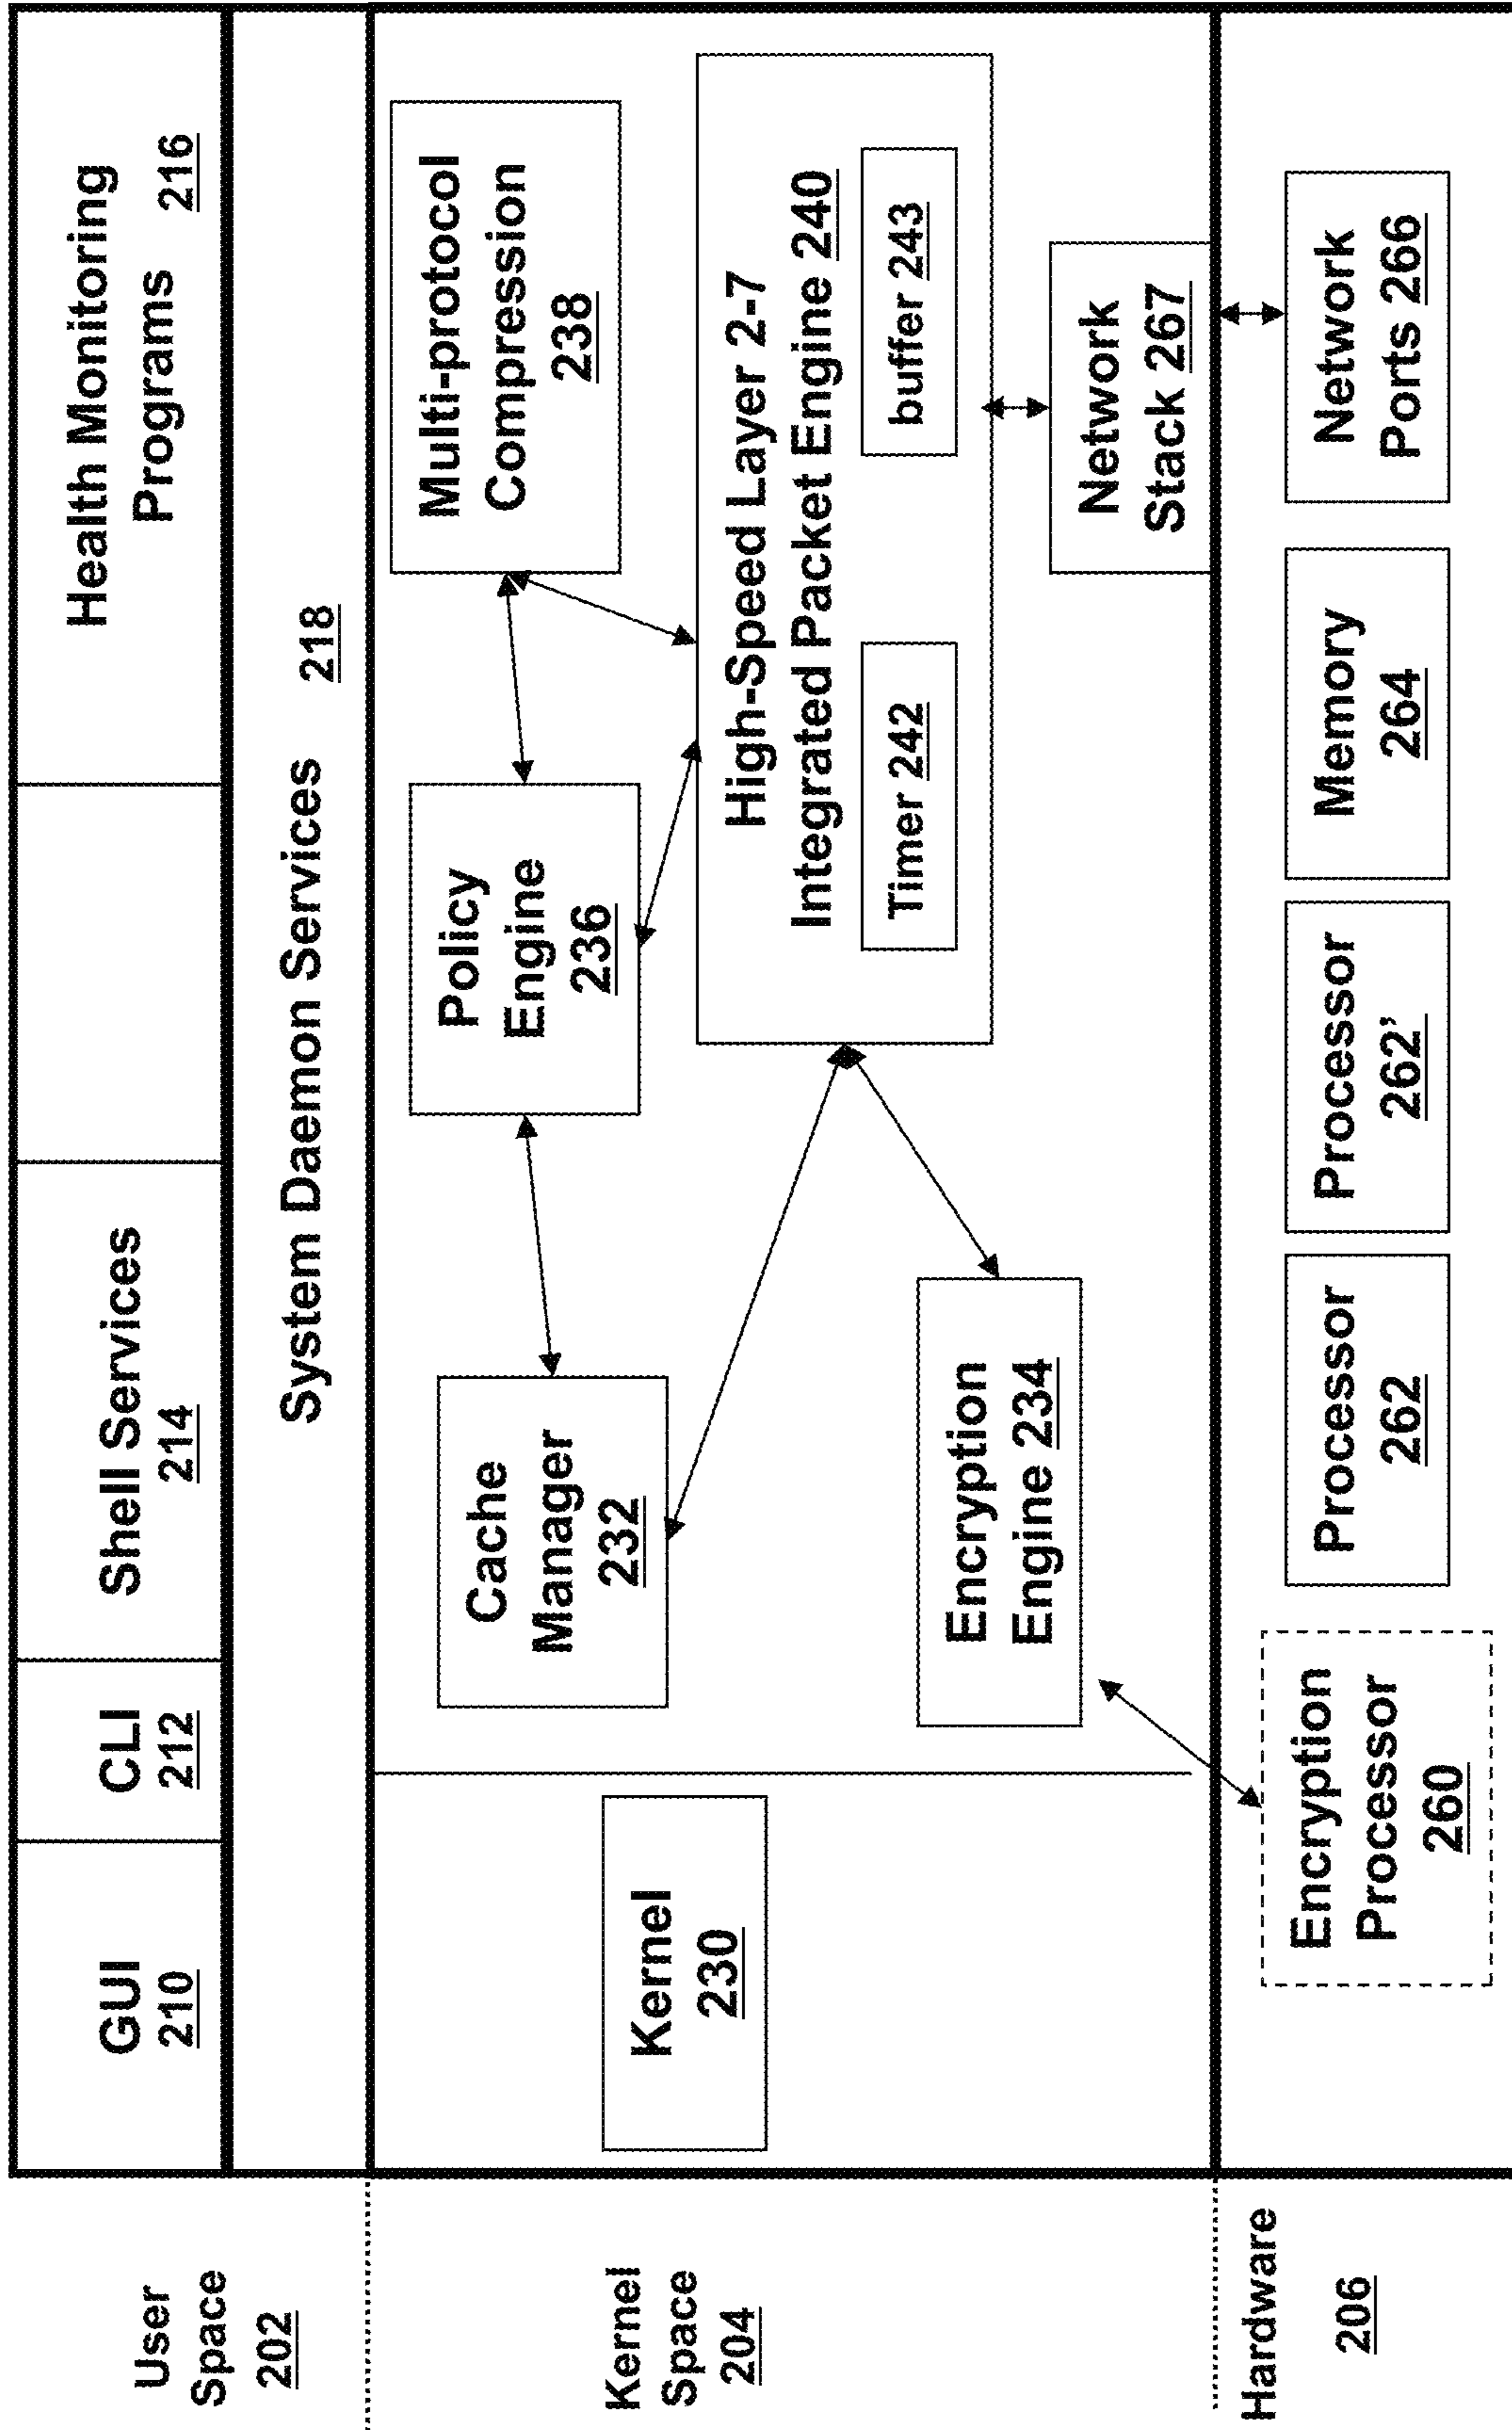 User
Space
202
GUI
210
CLI
212
Shell Services
214
Health Monitoring
Programs 216
System Daemon Services 218
Kernel
Space
204
Kernel
230
Cache
Manager
232
Policy
Engine
236
Multi-protocol
Compression
238
High-Speed Layer 2-7
Integrated Packet Engine 240
Timer 242
buffer 243
Encryption
Engine 234
Network
Stack 267
Hardware
206
Encryption
Processor
260
Processor
262
Processor
262’
Memory
264
Network
Ports 266